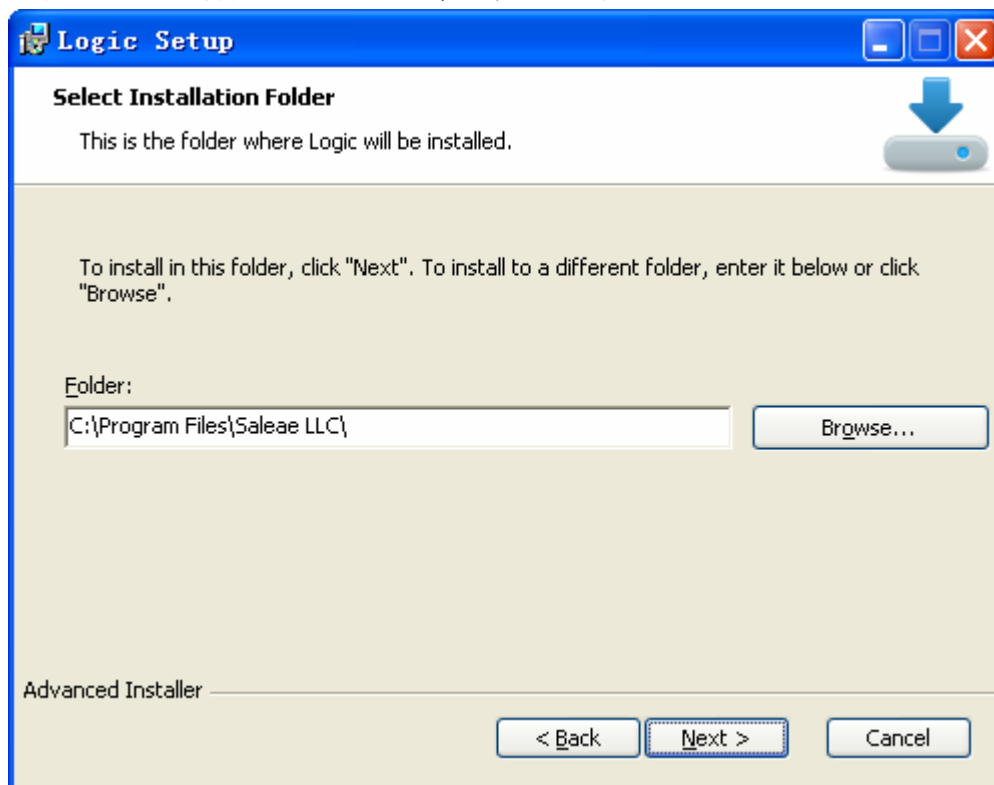 Logic Setup
Select Installation Folder
This is the folder where Logic will be installed.
To install in this folder, click "Next". To install to a different folder, enter it below or click
"Browse".
Folder:
C:\Program Files\Saleae LLC\
Browse...
Advanced Installer
< Back
Next >
Cancel